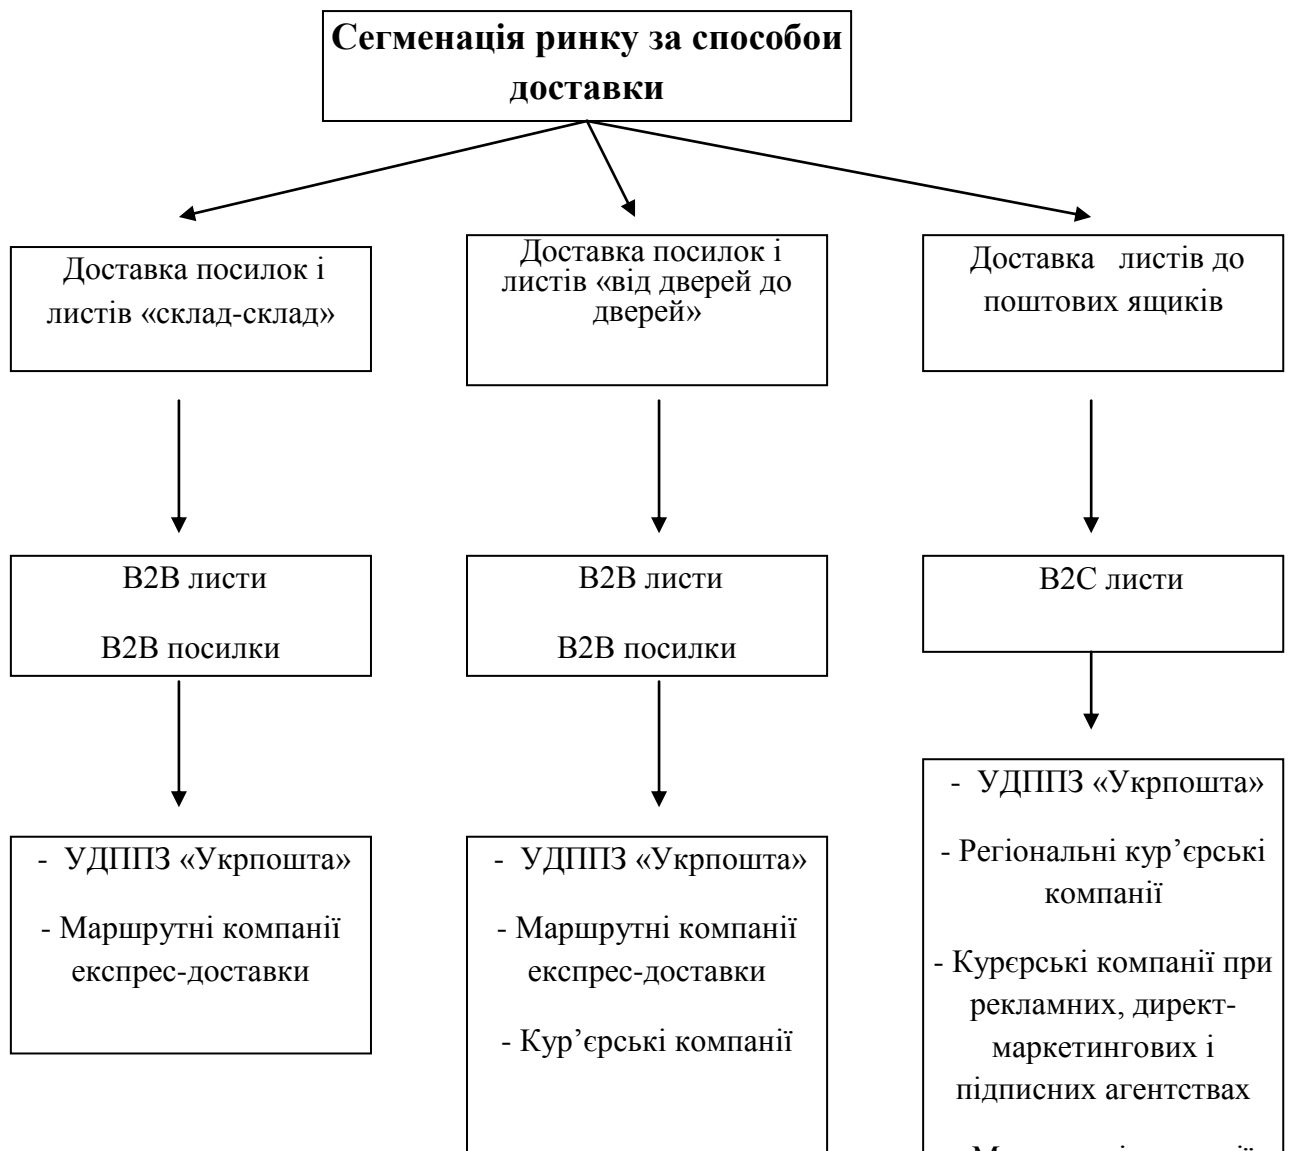 Сегменація ринку за способои
доставки
Доставка посилок і
листів «склад-склад»
Доставка посилок і
листів «від дверей до
дверей»
Доставка листів до
поштових ящиків
В2В листи
В2В посилки
В2В листи
В2В посилки
В2С листи
- УДППЗ «Укрпошта»
- Маршрутні компанії
експрес-доставки
- УДППЗ «Укрпошта»
- Маршрутні компанії
експрес-доставки
- Кур’єрські компанії
- УДППЗ «Укрпошта»
- Регіональні кур’єрські
компанії
- Курєрські компанії при
рекламних, директ-
маркетингових і
підписних агентствах